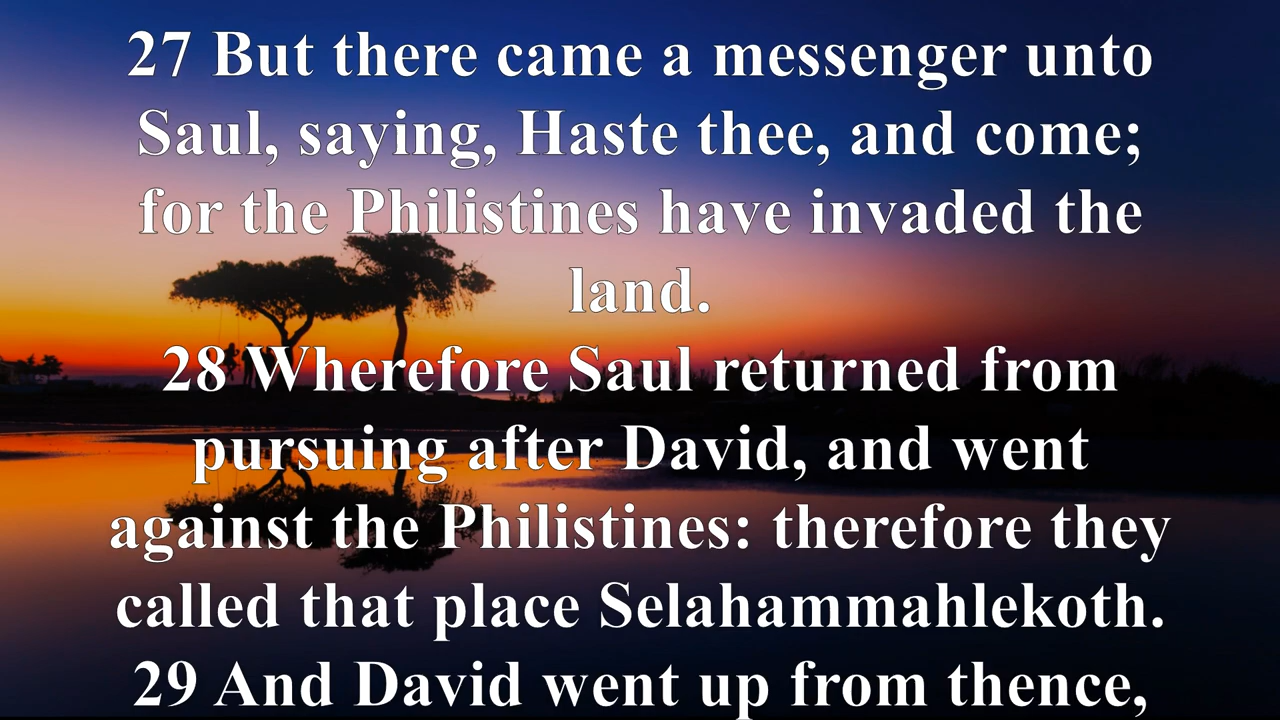 27 But there came a messenger unto
Saul, saying, Haste thee, and come;
for the Philistines have invaded the
land.
28 Wherefore Saul returned from
pursuing after David, and went
against the Philistines: therefore they
called that place Selahammahlekoth.
29 And David went up from thence,